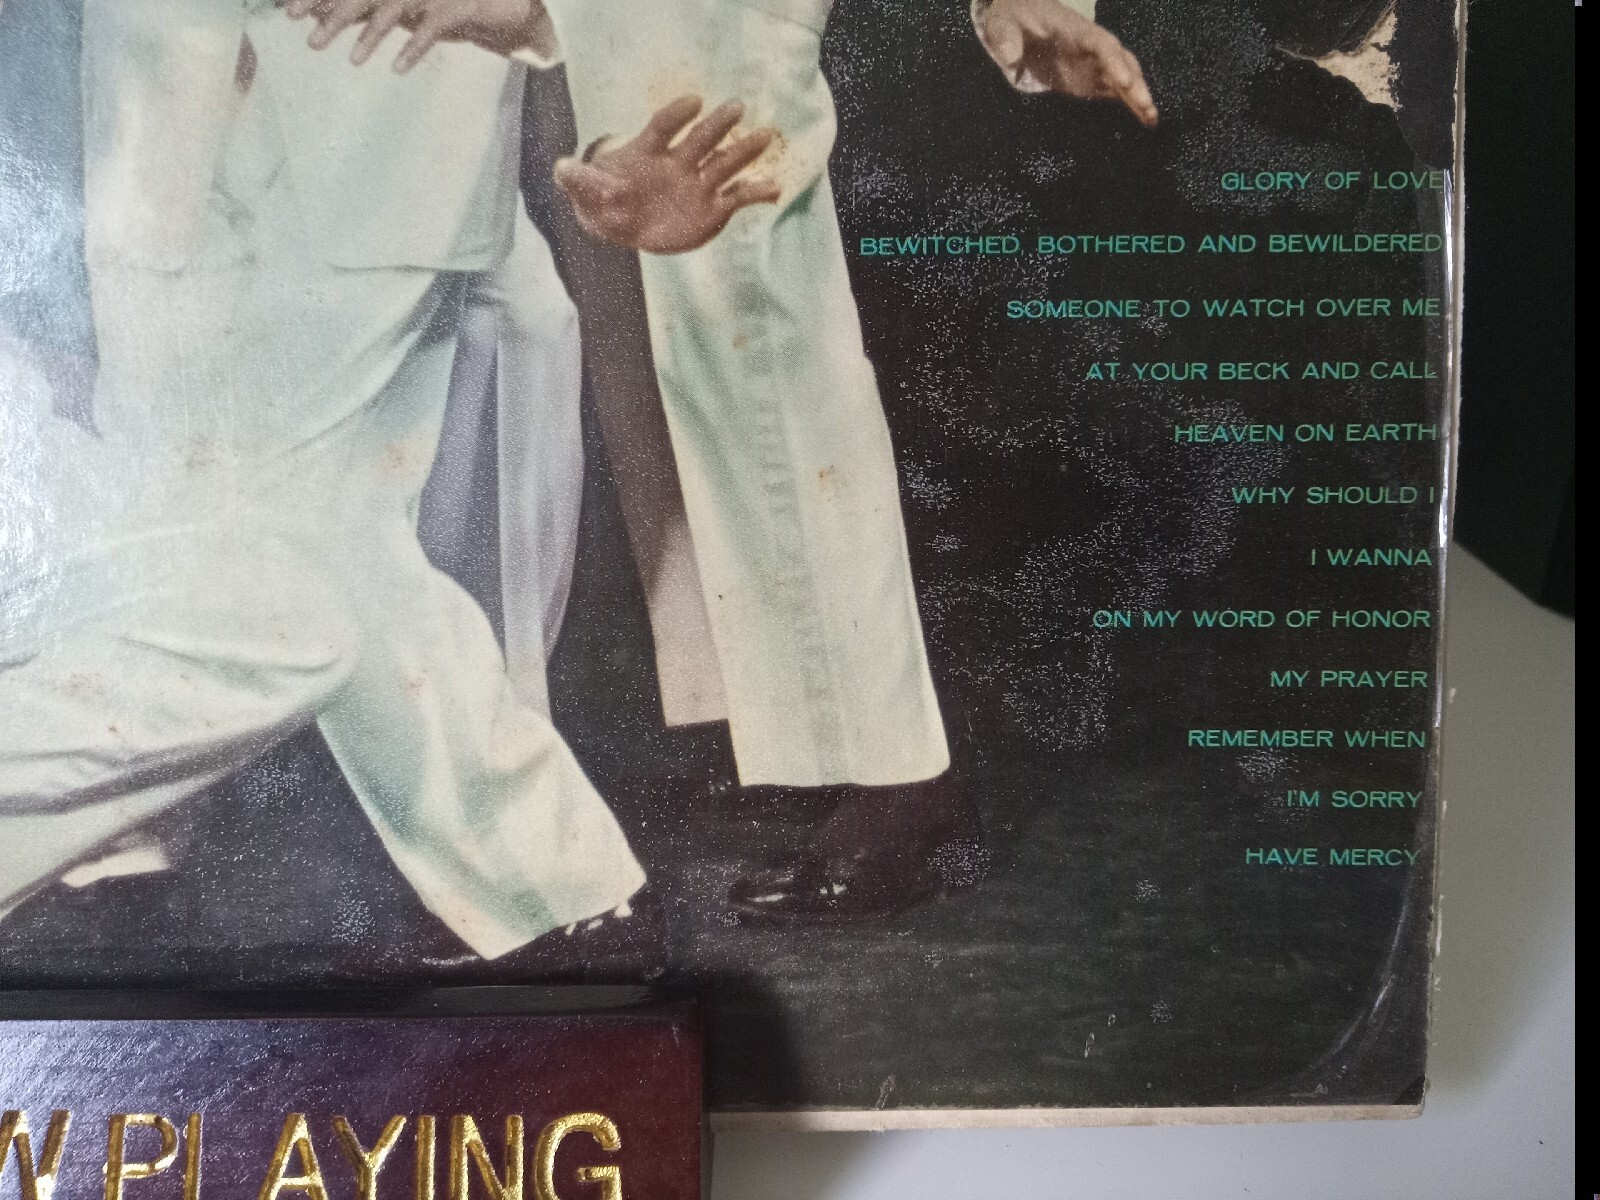 GLORY OF LOVE
BEWITCHED, BOTHERED AND BEWILDERED
SOMEONE TO WATCH OVER ME
AT YOUR BECK AND CALL
HEAVEN ON EARTH
WHY SHOULD I
I WANNA
ON MY WORD OF HONOR
MY PRAYER
REMEMBER WHEN
I'M SORRY
HAVE MERCY
W PLAYING